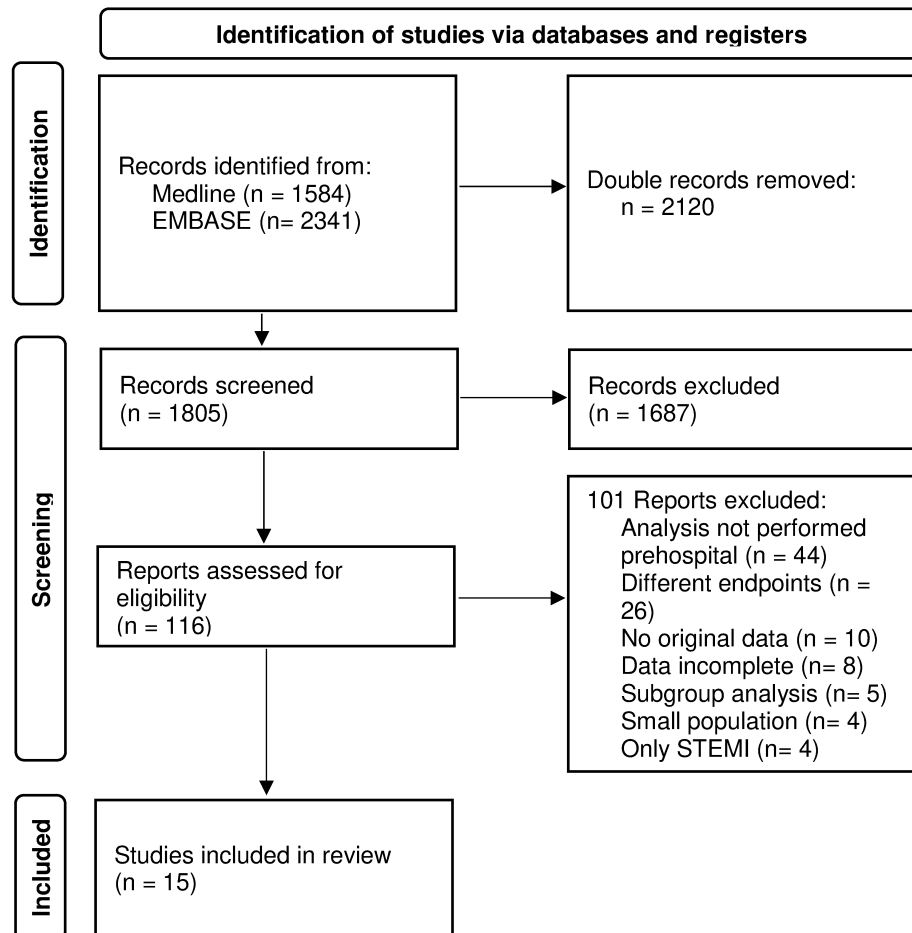 Identification of studies via databases and registers
Identification
Records identified from:
Medline (n = 1584)
EMBASE (n= 2341)
Double records removed:
n = 2120
Screening
Records screened
(n = 1805)
Records excluded
(n = 1687)
Reports assessed for
eligibility
(n = 116)
101 Reports excluded:
Analysis not performed
prehospital (n = 44)
Different endpoints (n =
26)
No original data (n = 10)
Data incomplete (n= 8)
Subgroup analysis (n= 5)
Small population (n= 4)
Only STEMI (n= 4)
Included
Studies included in review
(n = 15)